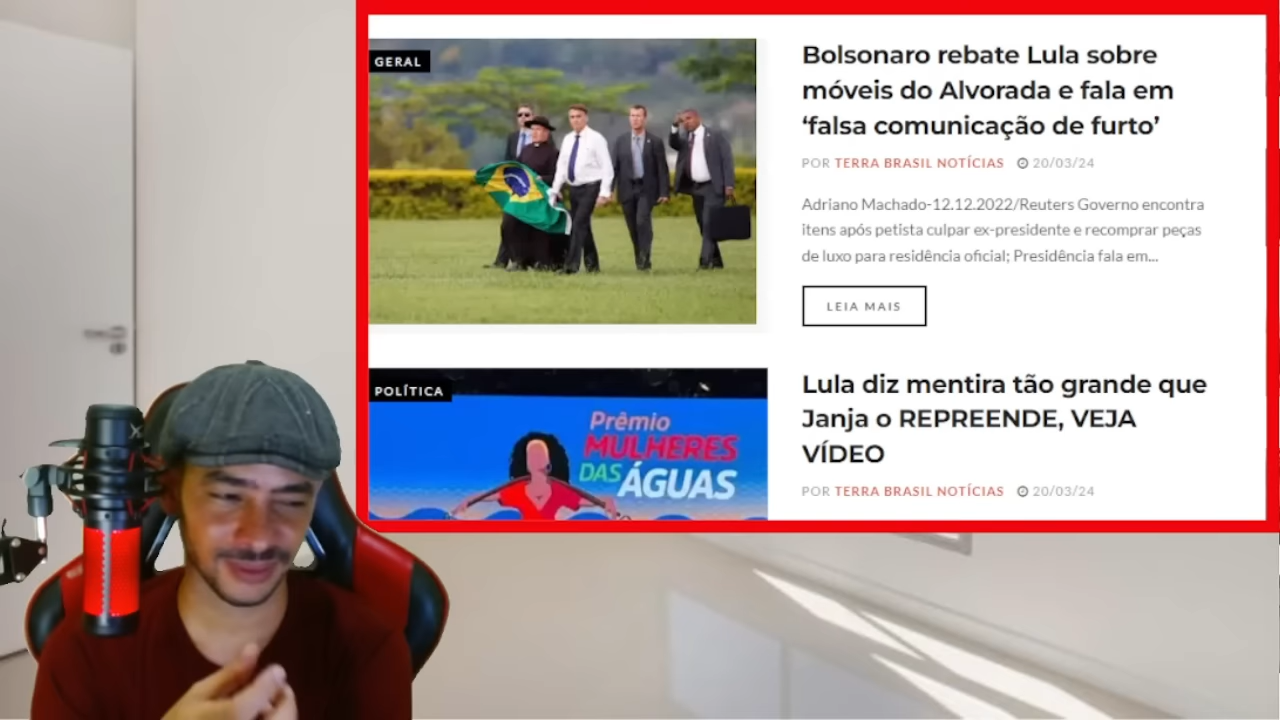 GERAL
Bolsonaro rebate Lula sobre
móveis do Alvorada e fala em
‘falsa comunicação de furto’
POR TERRA BRASIL NOTÍCIAS 20/03/24
Adriano Machado-12.12.2022/Reuters Governo encontra
itens após petista culpar ex-presidente e recomprar peças
de luxo para residência oficial; Presidência fala em...
LEIA MAIS
POLÍTICA
Prêmio
MULHERES
DAS ÁGUAS
Lula diz mentira tão grande que
Janja o REPREENDE, VEJA
VÍDEO
POR TERRA BRASIL NOTÍCIAS 20/03/24